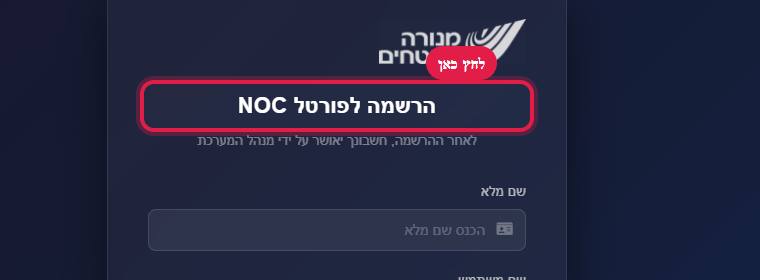 מנורה
לחץ כאן
הרשמה לפורטל NOC
לאחר ההרשמה, חשבונך יאושר על ידי מנהל המערכת
שם מלא
הכנס שם מלא